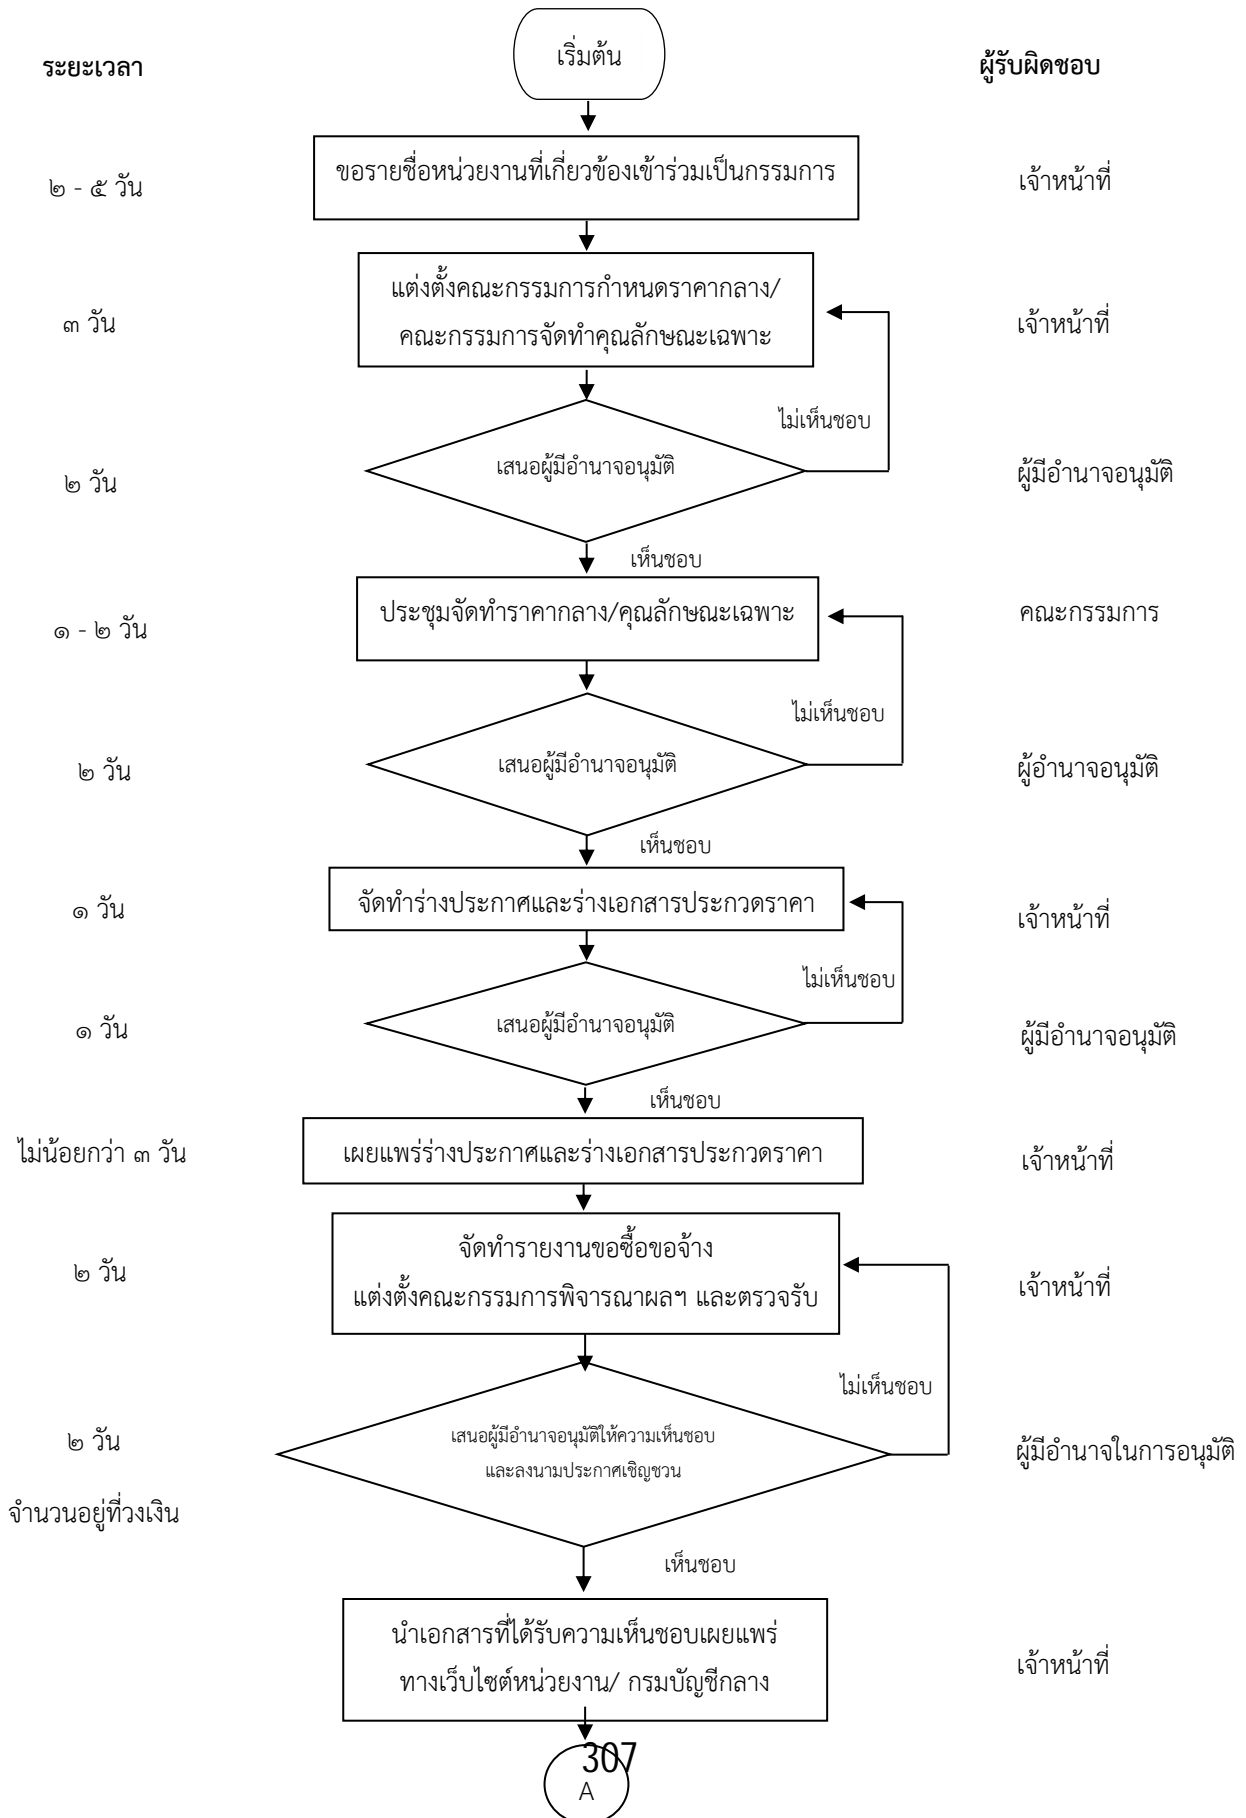 เริ่มต้น
ระยะเวลา
ผู้รับผิดชอบ
ขอรายชื่อหน่วยงานที่เกี่ยวข้องเข้าร่วมเป็นกรรมการ
๒ - ๕ วัน
เจ้าหน้าที่
แต่งตั้งคณะกรรมการกำหนดราคากลาง/
คณะกรรมการจัดทำคุณลักษณะเฉพาะ
๓ วัน
เจ้าหน้าที่
ไม่เห็นชอบ
เสนอผู้มีอำนาจอนุมัติ
๒ วัน
ผู้มีอำนาจอนุมัติ
เห็นชอบ
ประชุมจัดทำราคากลาง/คุณลักษณะเฉพาะ
๑ - ๒ วัน
คณะกรรมการ
ไม่เห็นชอบ
เสนอผู้มีอำนาจอนุมัติ
๒ วัน
ผู้อำนาจอนุมัติ
เห็นชอบ
จัดทำร่างประกาศและร่างเอกสารประกวดราคา
๑ วัน
เจ้าหน้าที่
ไม่เห็นชอบ
เสนอผู้มีอำนาจอนุมัติ
๑ วัน
ผู้มีอำนาจอนุมัติ
เห็นชอบ
ไม่น้อยกว่า ๓ วัน
เผยแพร่ร่างประกาศและร่างเอกสารประกวดราคา
เจ้าหน้าที่
จัดทำรายงานขอซื้อขอจ้าง
แต่งตั้งคณะกรรมการพิจารณาผลฯ และตรวจรับ
๒ วัน
เจ้าหน้าที่
ไม่เห็นชอบ
เสนอผู้มีอำนาจอนุมัติให้ความเห็นชอบ
และลงนามประกาศเชิญชวน
๒ วัน
จำนวนอยู่ที่วงเงิน
ผู้มีอำนาจในการอนุมัติ
เห็นชอบ
นำเอกสารที่ได้รับความเห็นชอบเผยแพร่
ทางเว็บไซต์หน่วยงาน/ กรมบัญชีกลาง
เจ้าหน้าที่
307
A